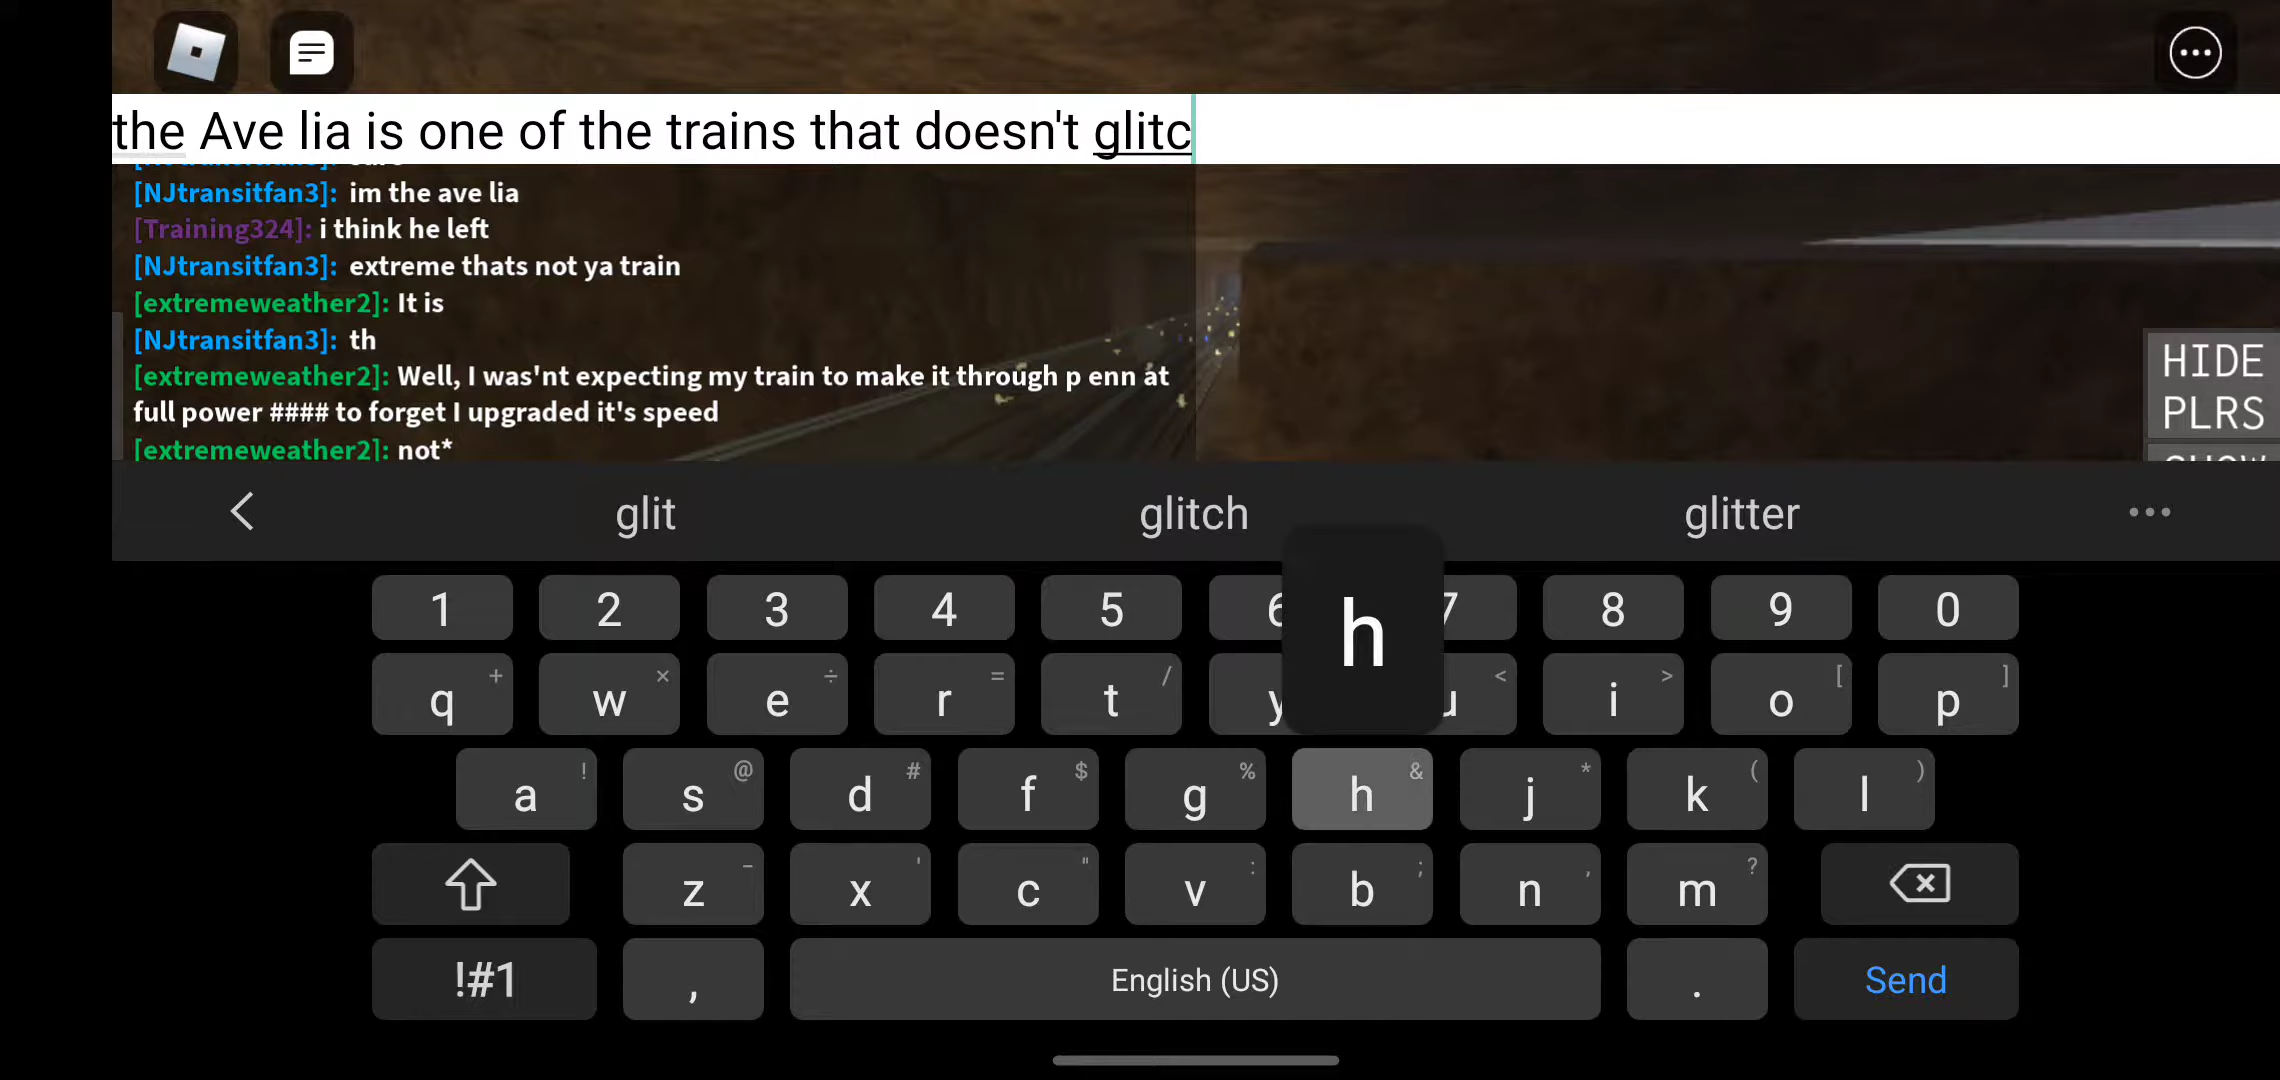 the Ave lia is one of the trains that doesn't glitc
[NJtransitfan3]: im the ave lia
[Training324]: i think he left
[NJtransitfan3]: extreme thats not ya train
[extremeweather2]: It is
[NJtransitfan3]: th
[extremeweather2]: Well, I was'nt expecting my train to make it through p enn at
full power #### to forget I upgraded it's speed
[extremeweather2]: not*
HIDE
PLRS
glit glitch glitter
1 2 3 4 5 6 7 8 9 0
+ × ÷ = / < > [ ]
q w e r t y u i o p
h
! @ # $ % & * ( )
a s d f g h j k l
- ' " : ; , ?
z x c v b n m
!#1 , English (US) . Send